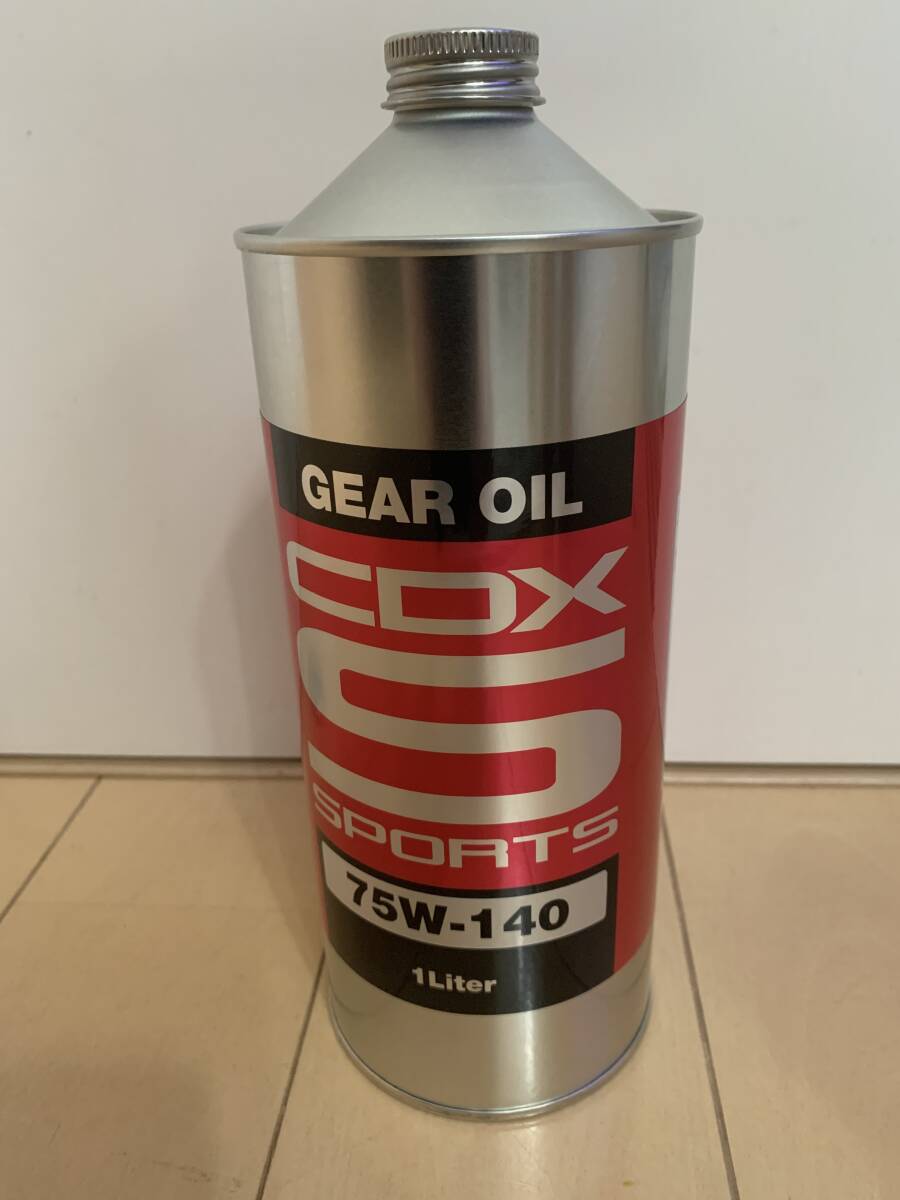 GEAR OIL
CDX
S
SPORTS
75W-140
1Liter